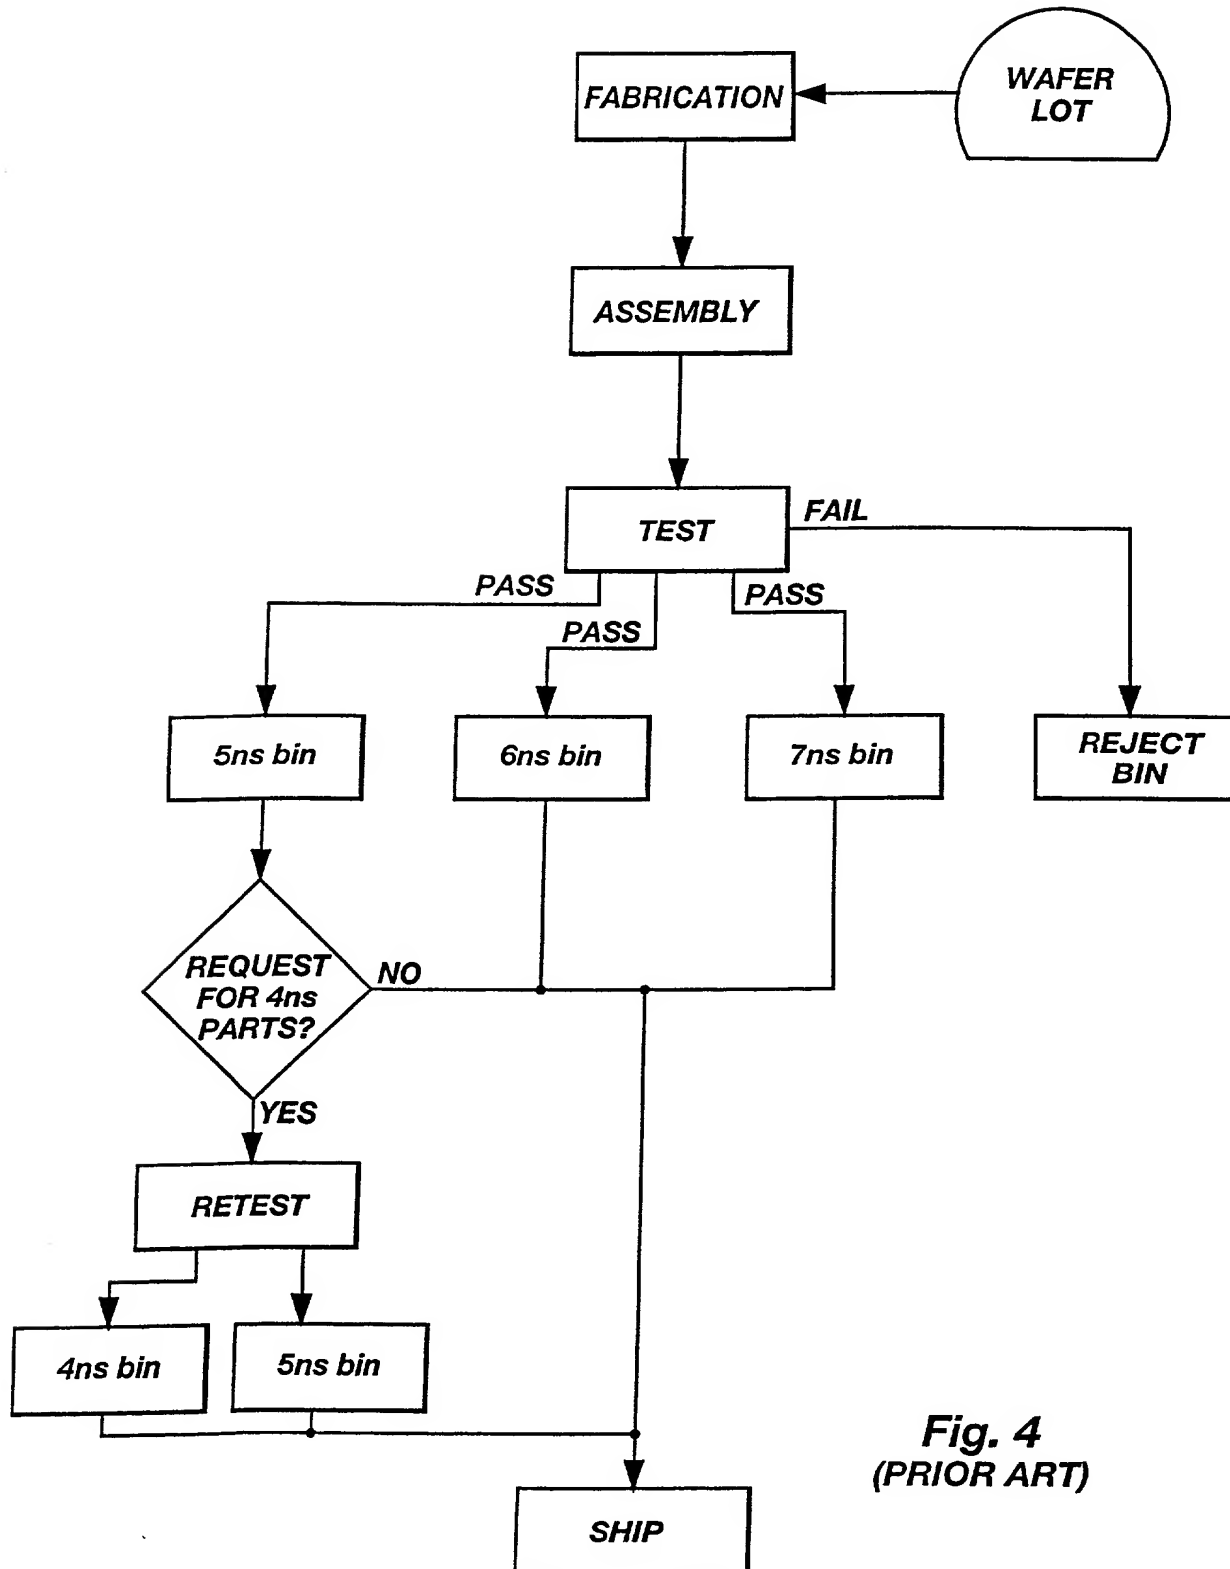 WAFER
LOT
FABRICATION
ASSEMBLY
TEST
FAIL
PASS
PASS
PASS
5ns bin
6ns bin
7ns bin
REJECT
BIN
REQUEST
FOR 4ns
PARTS?
NO
YES
RETEST
4ns bin
5ns bin
Fig. 4
(PRIOR ART)
SHIP